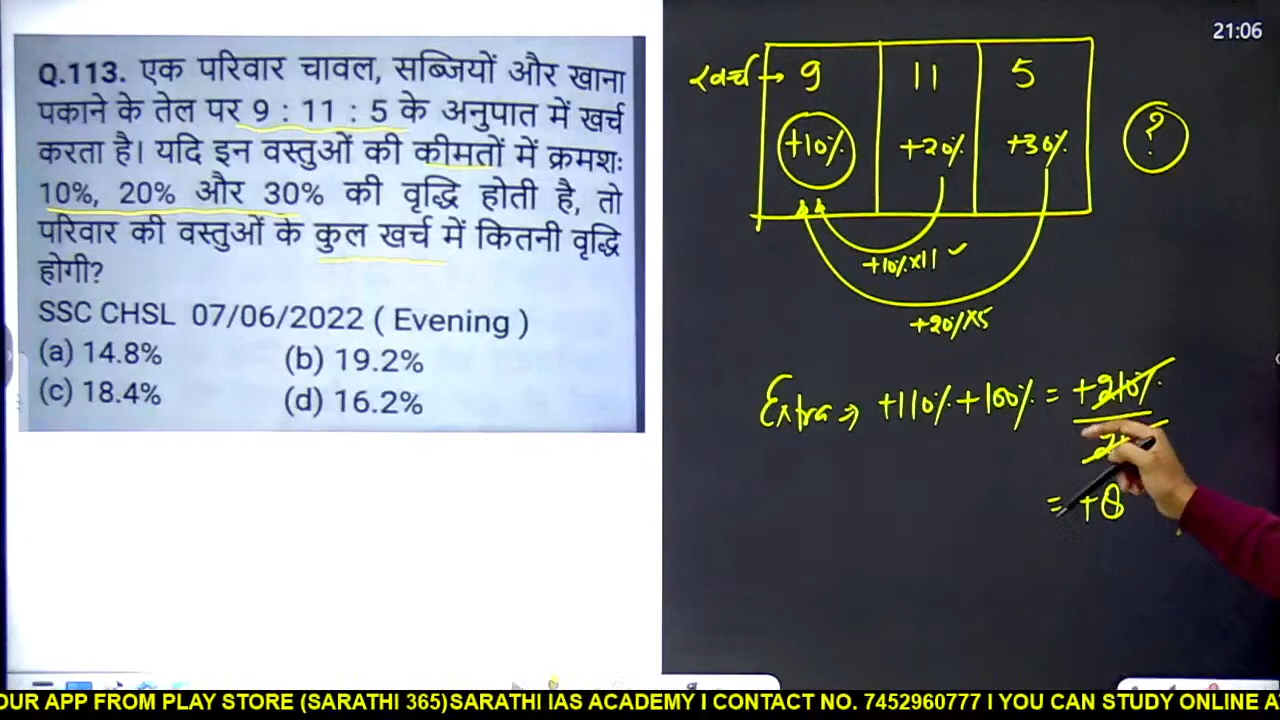 21:06
Q.113. एक परिवार चावल, सब्जियों और खाना
पकाने के तेल पर 9 : 11 : 5 के अनुपात में खर्च
करता है। यदि इन वस्तुओं की कीमतों में क्रमशः
10%, 20% और 30% की वृद्धि होती है, तो
परिवार की वस्तुओं के कुल खर्च में कितनी वृद्धि
होगी?
SSC CHSL 07/06/2022 ( Evening )
(a) 14.8% (b) 19.2%
(c) 18.4% (d) 16.2%
खर्च → 9 11 5
+10% +20% +30% ?
+10%×11 ✓
+20%×5
Extra ⇒ +110% + 100% = +210%
= +8
OUR APP FROM PLAY STORE (SARATHI 365)SARATHI IAS ACADEMY I CONTACT NO. 7452960777 I YOU CAN STUDY ONLINE A